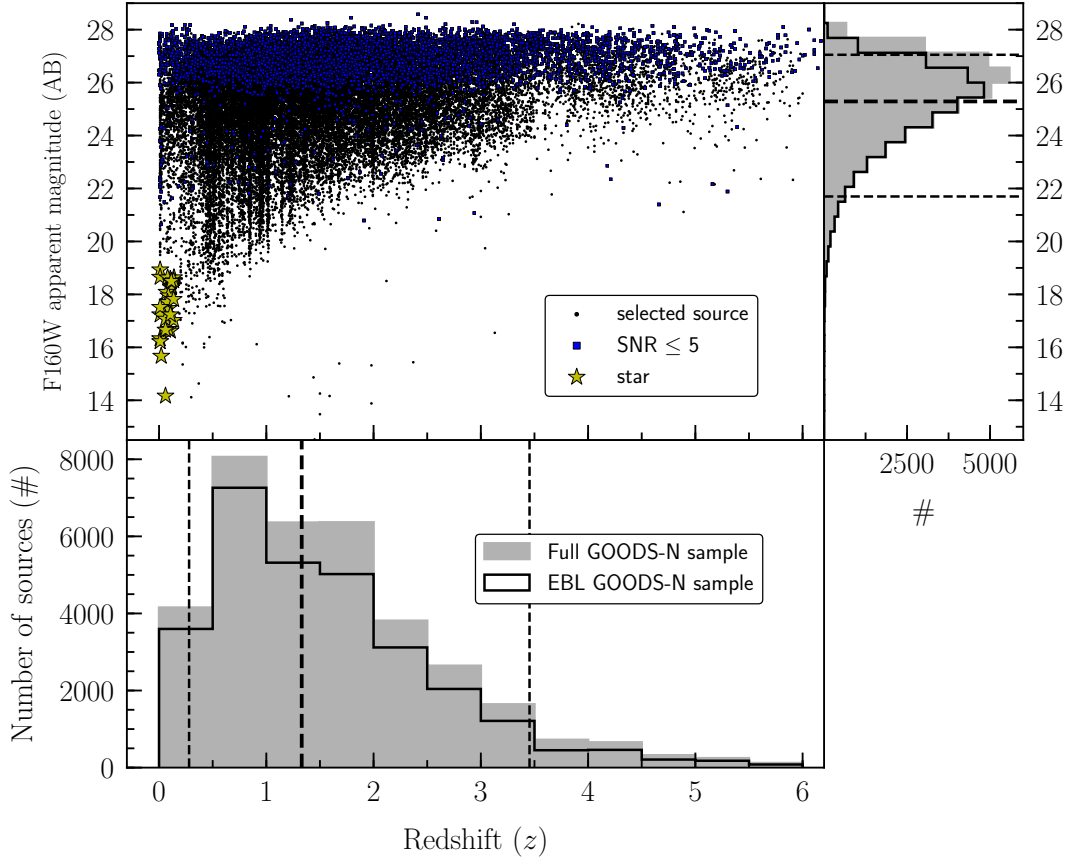 F160W apparent magnitude (AB)
28
26
24
22
20
18
16
14
selected source
SNR ≤ 5
star
28
26
24
22
20
18
16
14
2500 5000
#
Number of sources (#)
8000
6000
4000
2000
0
Full GOODS-N sample
EBL GOODS-N sample
0 1 2 3 4 5 6
Redshift (z)